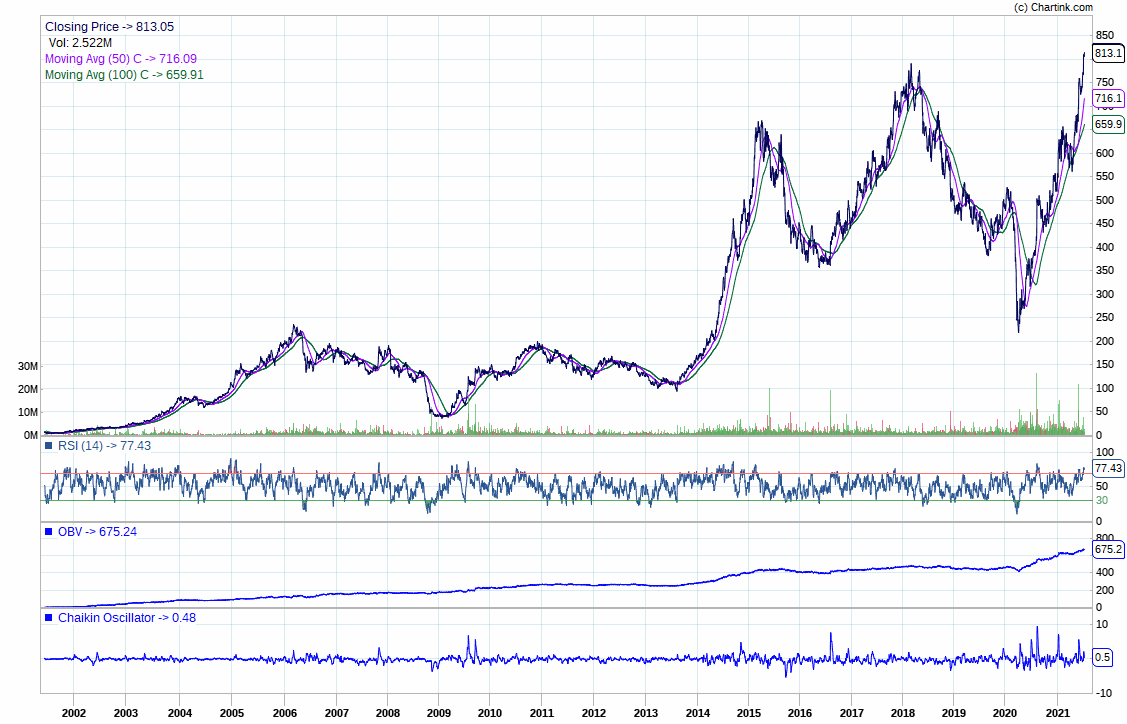 (c) Chartink.com
Closing Price -> 813.05
Vol: 2.522M
Moving Avg (50) C -> 716.09
Moving Avg (100) C -> 659.91
850
813.1
750
716.1
659.9
600
550
500
450
400
350
300
250
200
150
100
50
0
30M
20M
10M
0M
RSI (14) -> 77.43
100
77.43
50
30
0
OBV -> 675.24
800
675.2
400
200
0
Chaikin Oscillator -> 0.48
10
0.5
-10
2002 2003 2004 2005 2006 2007 2008 2009 2010 2011 2012 2013 2014 2015 2016 2017 2018 2019 2020 2021